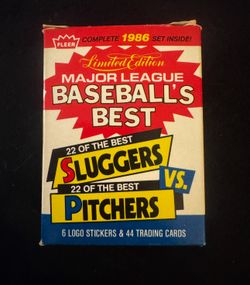 FLEER
COMPLETE 1986 SET INSIDE!
Limited Edition
MAJOR LEAGUE
BASEBALL'S
BEST
22 OF THE BEST
SLUGGERS
VS.
22 OF THE BEST
PITCHERS
6 LOGO STICKERS & 44 TRADING CARDS